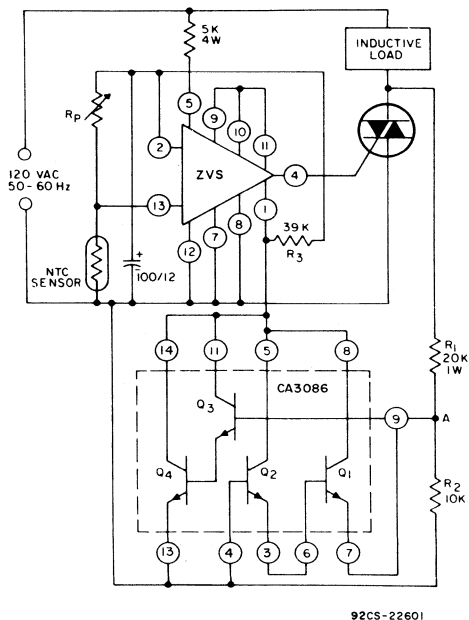 5K
4W
INDUCTIVE
LOAD
RP
5
9
10
11
2
ZVS
4
120 VAC
50-60 Hz
13
1
39K
R3
12
7
8
NTC
SENSOR
+
100/12
R1
20K
1W
14
11
5
8
CA3086
Q3
9
A
Q4
Q2
Q1
R2
10K
13
4
3
6
7
92CS-22601